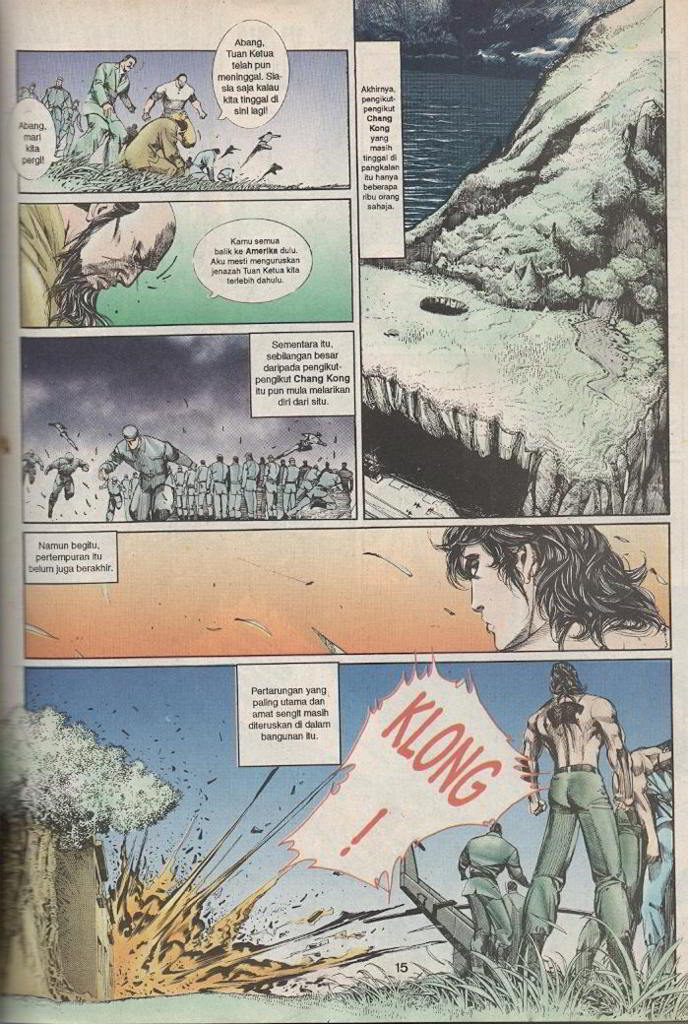 Abang,
Tuan Ketua
telah pun
meninggal. Sia-
sia saja kalau
kita tinggal di
sini lagi!
Abang,
mari
kita
pergi!
Kamu semua
balik ke Amerika dulu.
Aku mesti menguruskan
jenazah Tuan Ketua kita
terlebih dahulu.
Sementara itu,
sebilangan besar
daripada pengikut-
pengikut Chang Kong
itu pun mula melarikan
diri dari situ.
Akhirnya,
pengikut-
pengikut
Chang
Kong
yang
masih
tinggal di
pangkalan
itu hanya
beberapa
ribu orang
sahaja.
Namun begitu,
pertempuran itu
belum juga berakhir.
Pertarungan yang
paling utama dan
amat sengit masih
diteruskan di dalam
bangunan itu.
KLONG
!
15